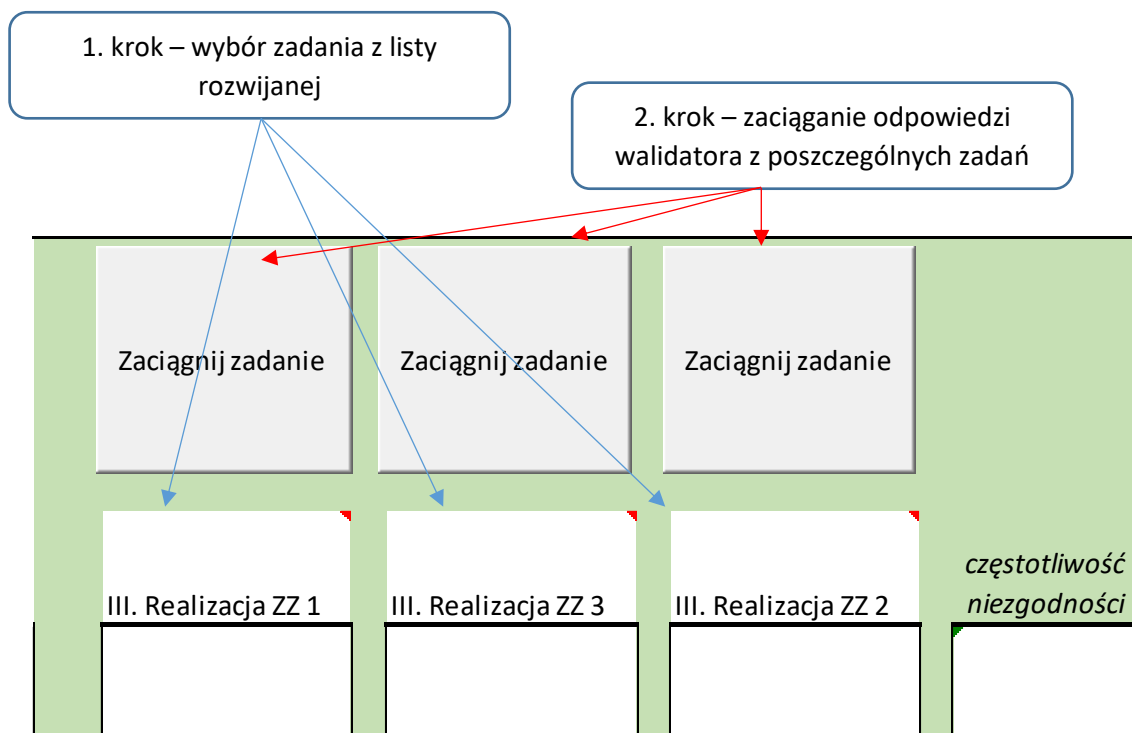 1. krok – wybór zadania z listy
rozwijanej
2. krok – zaciąganie odpowiedzi
walidatora z poszczególnych zadań
Zaciągnij zadanie
Zaciągnij zadanie
Zaciągnij zadanie
III. Realizacja ZZ 1
III. Realizacja ZZ 3
III. Realizacja ZZ 2
częstotliwość
niezgodności